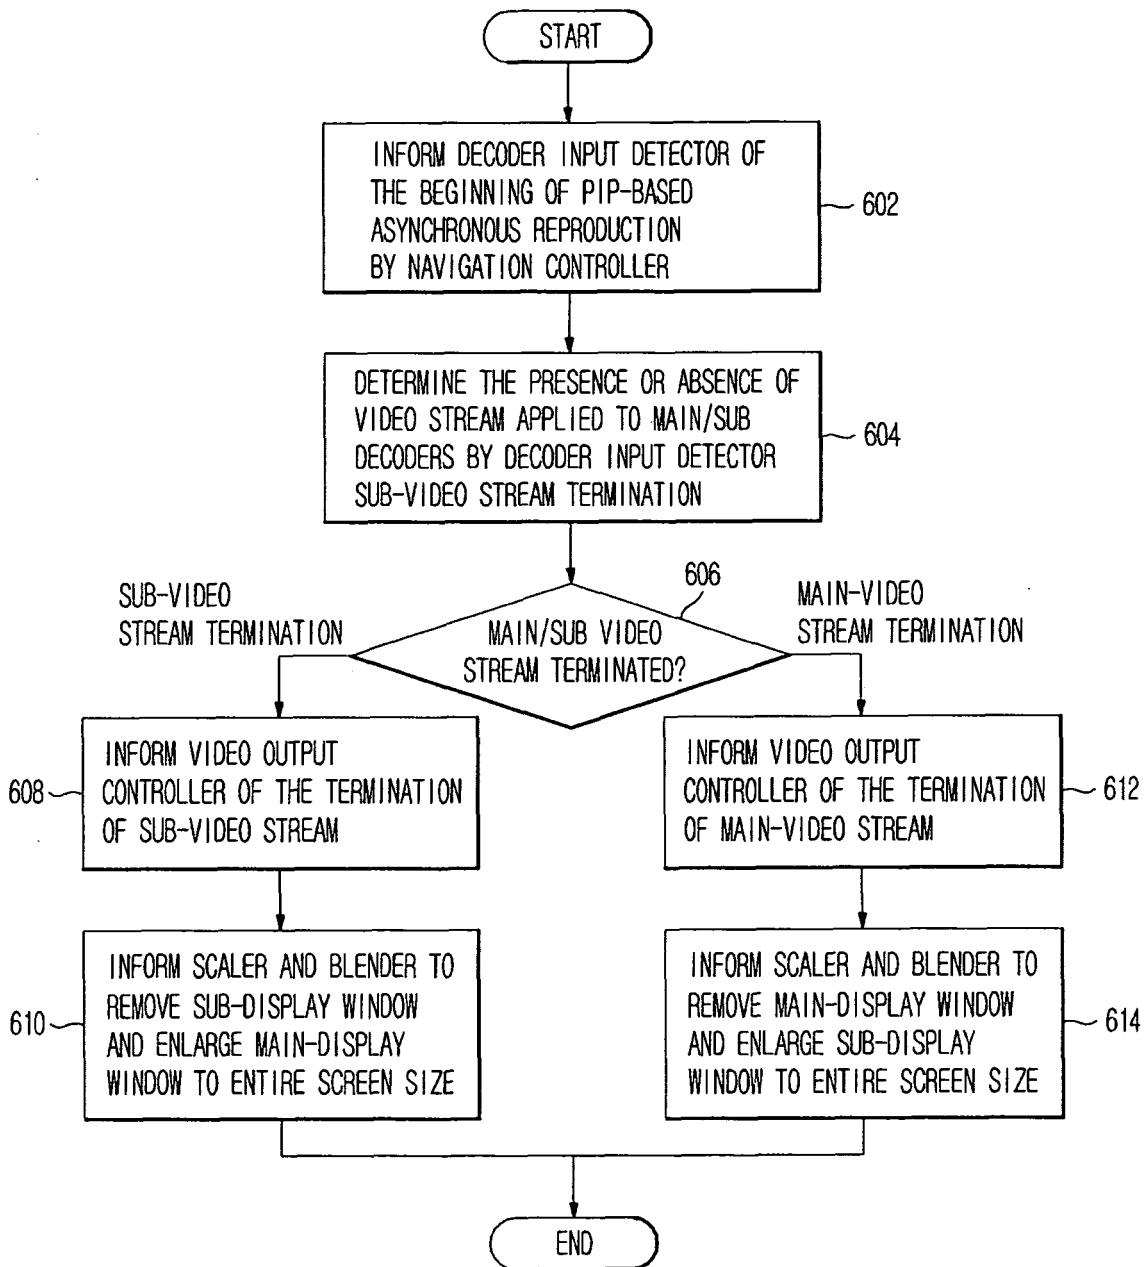 START
INFORM DECODER INPUT DETECTOR OF
THE BEGINNING OF PIP-BASED
ASYNCHRONOUS REPRODUCTION
BY NAVIGATION CONTROLLER
602
DETERMINE THE PRESENCE OR ABSENCE OF
VIDEO STREAM APPLIED TO MAIN/SUB
DECODERS BY DECODER INPUT DETECTOR
SUB-VIDEO STREAM TERMINATION
604
606
SUB-VIDEO
STREAM TERMINATION
MAIN/SUB VIDEO
STREAM TERMINATED?
MAIN-VIDEO
STREAM TERMINATION
INFORM VIDEO OUTPUT
CONTROLLER OF THE TERMINATION
OF SUB-VIDEO STREAM
608
INFORM VIDEO OUTPUT
CONTROLLER OF THE TERMINATION
OF MAIN-VIDEO STREAM
612
INFORM SCALER AND BLENDER TO
REMOVE SUB-DISPLAY WINDOW
AND ENLARGE MAIN-DISPLAY
WINDOW TO ENTIRE SCREEN SIZE
610
INFORM SCALER AND BLENDER TO
REMOVE MAIN-DISPLAY WINDOW
AND ENLARGE SUB-DISPLAY
WINDOW TO ENTIRE SCREEN SIZE
614
END